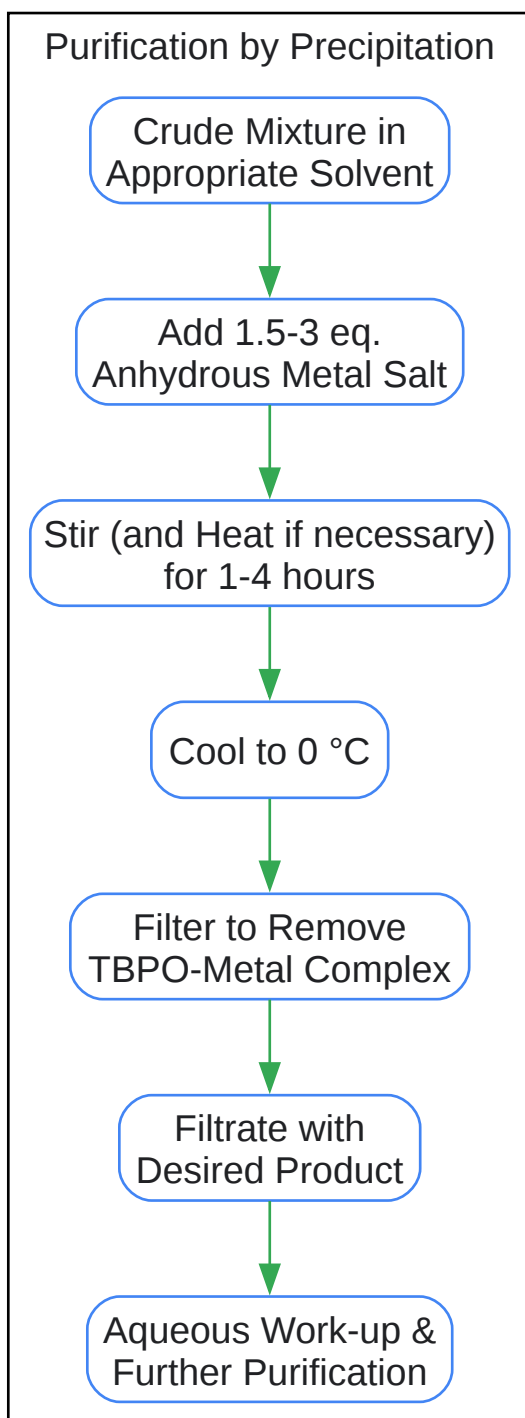 Purification by Precipitation
Crude Mixture in
Appropriate Solvent
Add 1.5-3 eq.
Anhydrous Metal Salt
Stir (and Heat if necessary)
for 1-4 hours
Cool to 0 °C
Filter to Remove
TBPO-Metal Complex
Filtrate with
Desired Product
Aqueous Work-up &
Further Purification